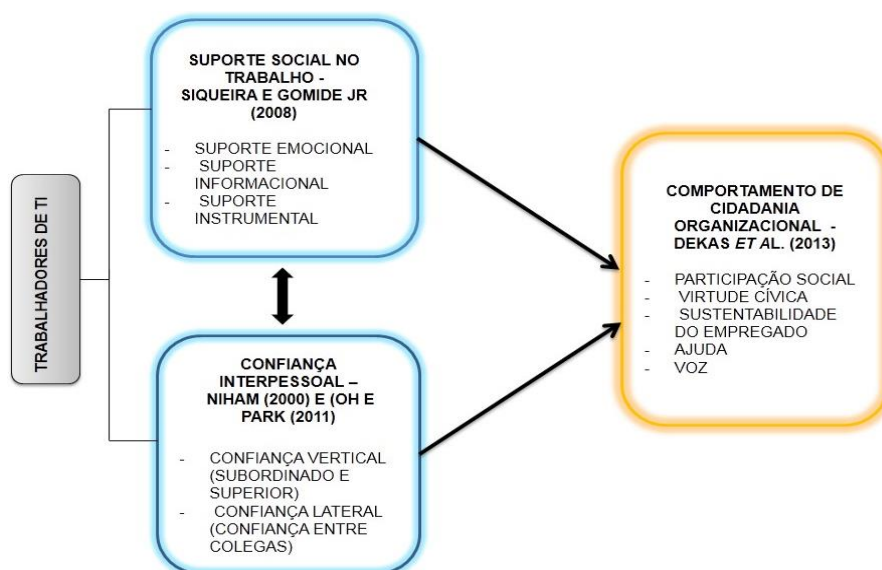 TRABALHADORES DE TI
SUPORTE SOCIAL NO
TRABALHO -
SIQUEIRA E GOMIDE JR
(2008)
- SUPORTE EMOCIONAL
- SUPORTE
INFORMACIONAL
- SUPORTE
INSTRUMENTAL
CONFIANÇA
INTERPESSOAL –
NIHAM (2000) E (OH E
PARK (2011)
- CONFIANÇA VERTICAL
(SUBORDINADO E
SUPERIOR)
- CONFIANÇA LATERAL
(CONFIANÇA ENTRE
COLEGAS)
COMPORTAMENTO DE
CIDADANIA
ORGANIZACIONAL -
DEKAS ET AL. (2013)
- PARTICIPAÇÃO SOCIAL
- VIRTUDE CÍVICA
- SUSTENTABILIDADE
DO EMPREGADO
- AJUDA
- VOZ